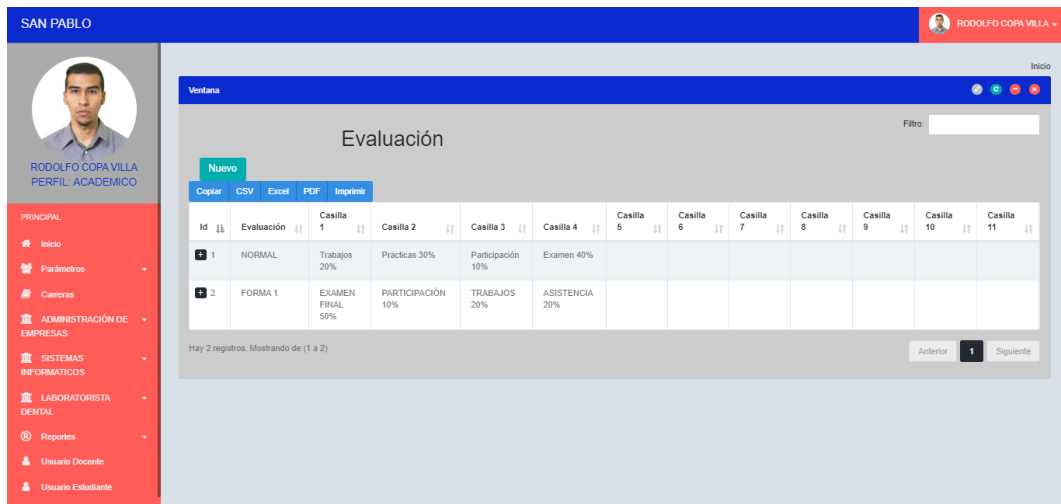 SAN PABLO
RODOLFO COPA VILLA
Inicio
RODOLFO COPA VILLA
PERFIL: ACADEMICO
PRINCIPAL
Inicio
Parámetros
Carreras
ADMINISTRACIÓN DE
EMPRESAS
SISTEMAS
INFORMATICOS
LABORATORISTA
DENTAL
Reportes
Usuario Docente
Usuario Estudiante
Ventana
Evaluación
Filtro:
Nuevo
Copiar CSV Excel PDF Imprimir
Id Evaluación Casilla 1 Casilla 2 Casilla 3 Casilla 4 Casilla 5 Casilla 6 Casilla 7 Casilla 8 Casilla 9 Casilla 10 Casilla 11
1 NORMAL Trabajos 20% Practicas 30% Participación 10% Examen 40%
2 FORMA 1 EXAMEN FINAL 50% PARTICIPACIÓN 10% TRABAJOS 20% ASISTENCIA 20%
Hay 2 registros. Mostrando de (1 a 2)
Anterior 1 Siguiente